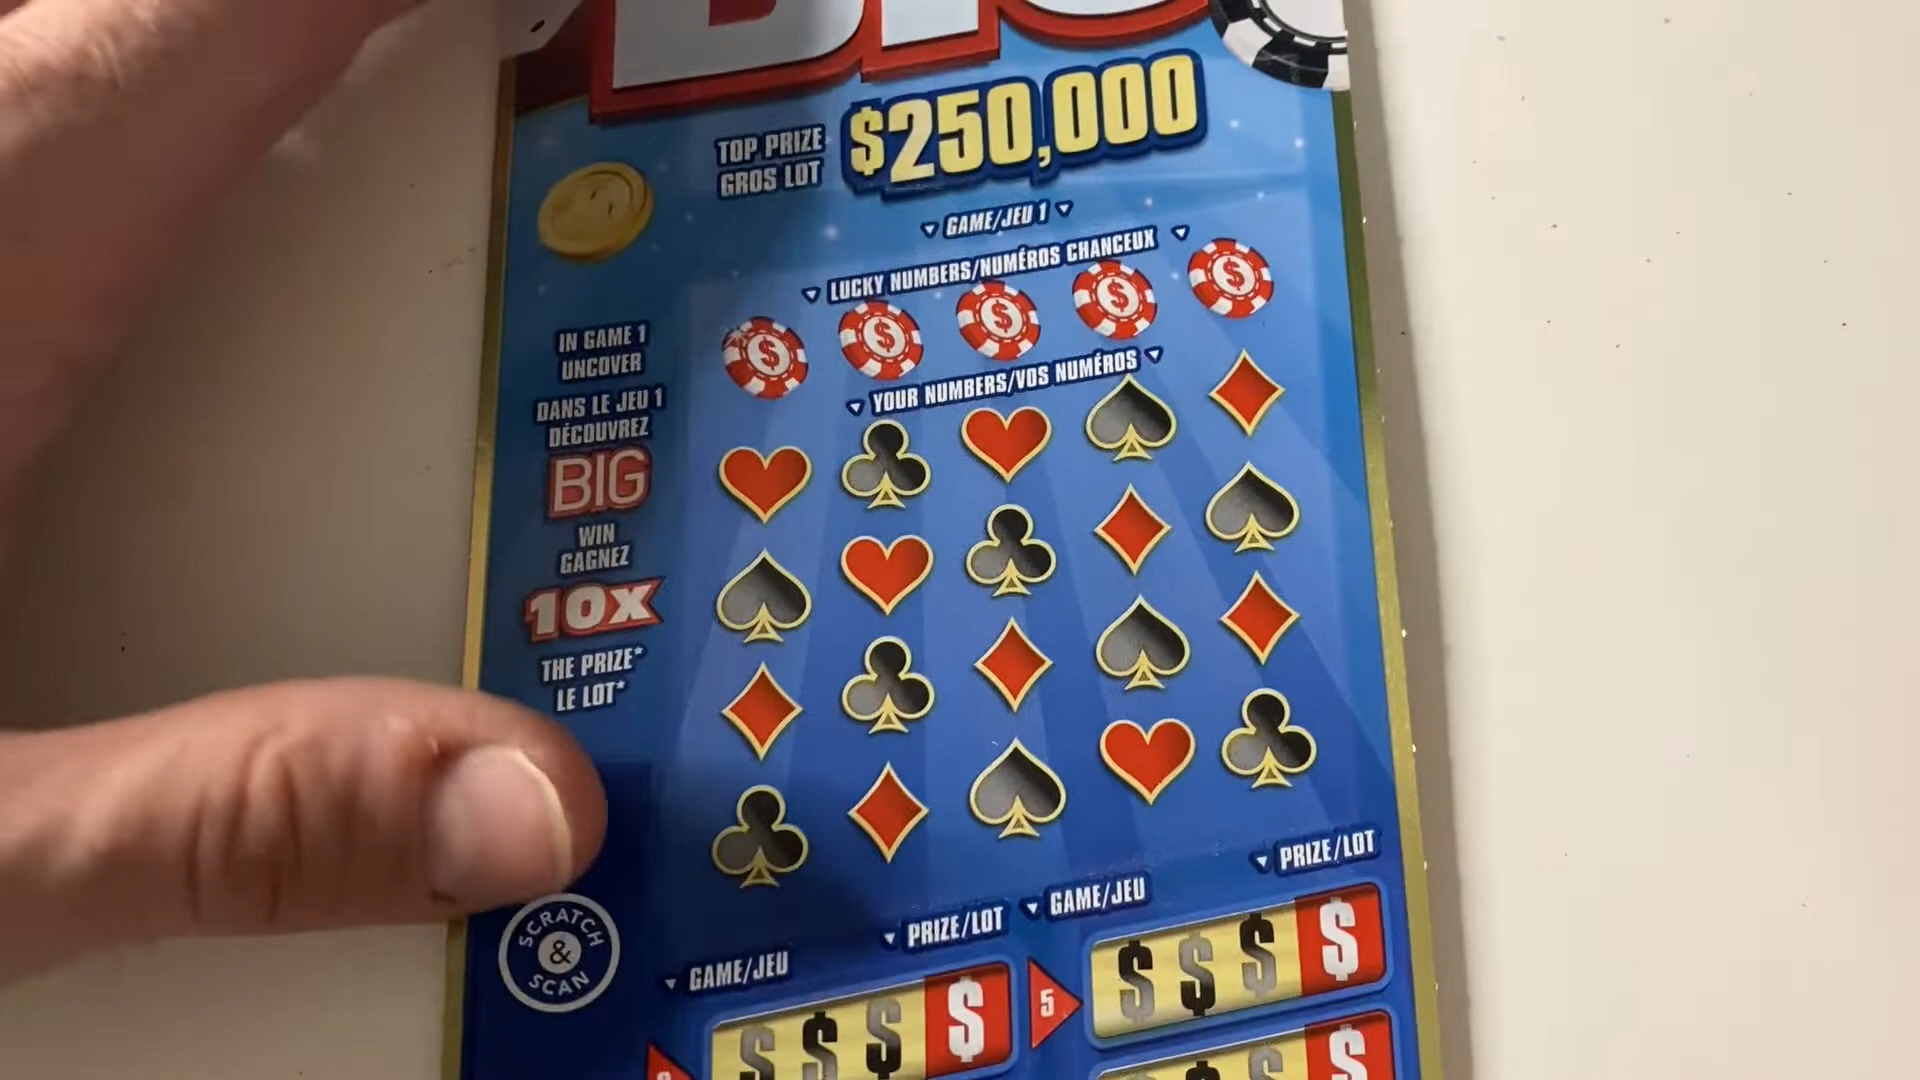 BIG
TOP PRIZE
GROS LOT
$250,000
GAME/JEU 1
LUCKY NUMBERS/NUMÉROS CHANCEUX
YOUR NUMBERS/VOS NUMÉROS
IN GAME 1
UNCOVER
DANS LE JEU 1
DÉCOUVREZ
BIG
WIN
GAGNEZ
10X
THE PRIZE*
LE LOT*
SCRATCH
&
SCAN
GAME/JEU
PRIZE/LOT
GAME/JEU
PRIZE/LOT
$ $ $ $
5
$ $ $ $